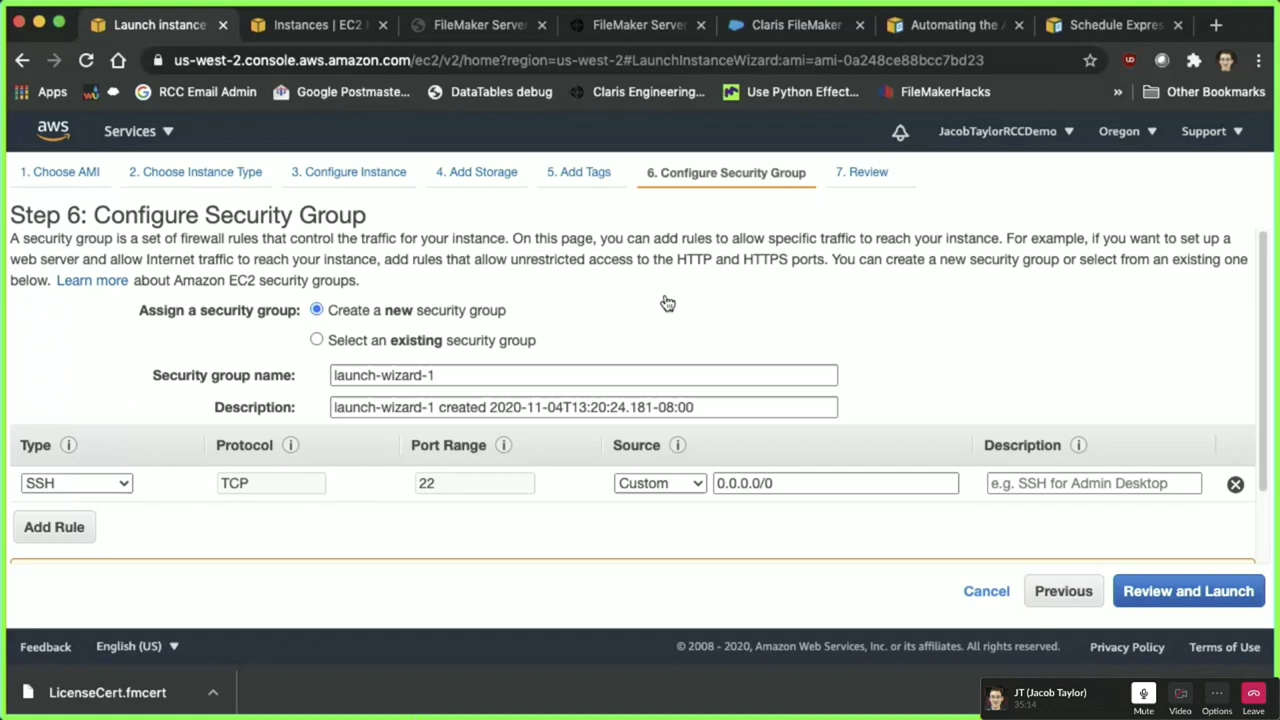 Launch instance
Instances | EC2
FileMaker Serve
FileMaker Serve
Claris FileMaker
Automating the
Schedule Expres
us-west-2.console.aws.amazon.com/ec2/v2/home?region=us-west-2#LaunchInstanceWizard:ami=ami-0a248ce88bcc7bd23
Apps
RCC Email Admin
Google Postmaste...
DataTables debug
Claris Engineering...
Use Python Effect...
FileMakerHacks
»
Other Bookmarks
aws
Services
JacobTaylorRCCDemo
Oregon
Support
1. Choose AMI
2. Choose Instance Type
3. Configure Instance
4. Add Storage
5. Add Tags
6. Configure Security Group
7. Review
Step 6: Configure Security Group
A security group is a set of firewall rules that control the traffic for your instance. On this page, you can add rules to allow specific traffic to reach your instance. For example, if you want to set up a
web server and allow Internet traffic to reach your instance, add rules that allow unrestricted access to the HTTP and HTTPS ports. You can create a new security group or select from an existing one
below. Learn more about Amazon EC2 security groups.
Assign a security group: Create a new security group
Select an existing security group
Security group name: launch-wizard-1
Description: launch-wizard-1 created 2020-11-04T13:20:24.181-08:00
Type Protocol Port Range Source Description
SSH TCP 22 Custom 0.0.0.0/0 e.g. SSH for Admin Desktop
Add Rule
Cancel Previous Review and Launch
Feedback English (US) © 2008 - 2020, Amazon Web Services, Inc. or its affiliates. All rights reserved. Privacy Policy Terms of Use
LicenseCert.fmcert
JT (Jacob Taylor)
35:14
Mute Video Options Leave